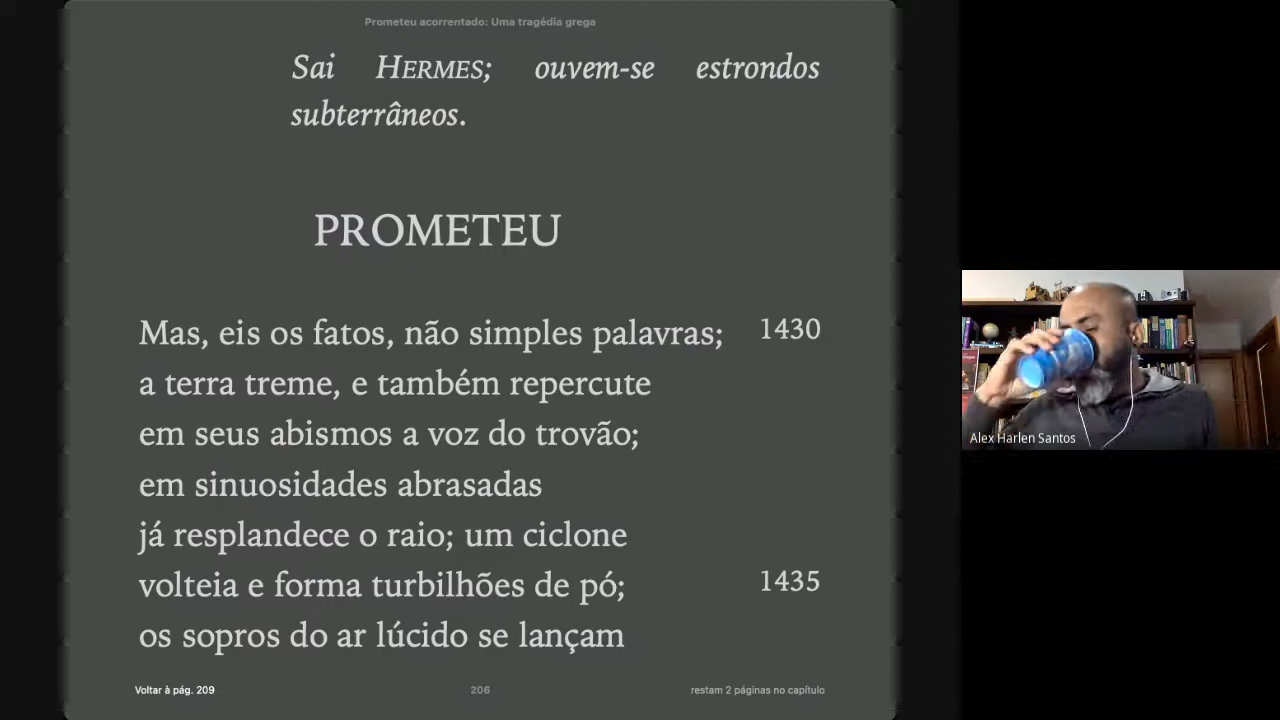 Prometeu acorrentado: Uma tragédia grega
Sai HERMES; ouvem-se estrondos
subterrâneos.
PROMETEU
Mas, eis os fatos, não simples palavras; 1430
a terra treme, e também repercute
em seus abismos a voz do trovão;
em sinuosidades abrasadas
já resplandece o raio; um ciclone
volteia e forma turbilhões de pó; 1435
os sopros do ar lúcido se lançam
Voltar à pág. 209 206 restam 2 páginas no capítulo
Alex Harlen Santos